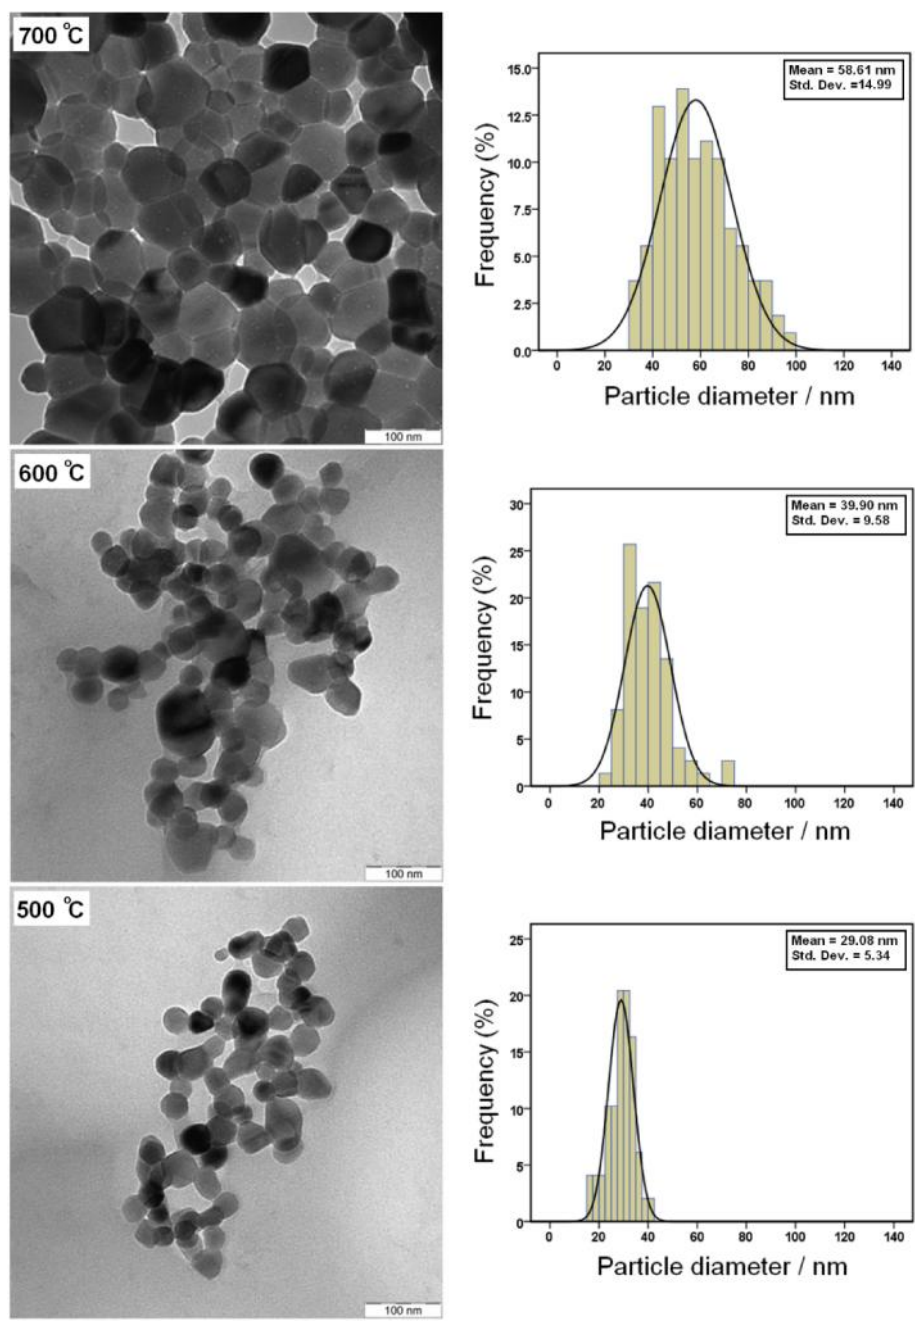 700 °C
100 nm
Mean = 58.61 nm
Std. Dev. =14.99
Frequency (%)
15.0
12.5
10.0
7.5
5.0
2.5
0.0
0 20 40 60 80 100 120 140
Particle diameter / nm
600 °C
100 nm
Mean = 39.90 nm
Std. Dev. = 9.58
Frequency (%)
30
25
20
15
10
5
0
0 20 40 60 80 100 120 140
Particle diameter / nm
500 °C
100 nm
Mean = 29.08 nm
Std. Dev. = 5.34
Frequency (%)
25
20
15
10
5
0
0 20 40 60 80 100 120 140
Particle diameter / nm